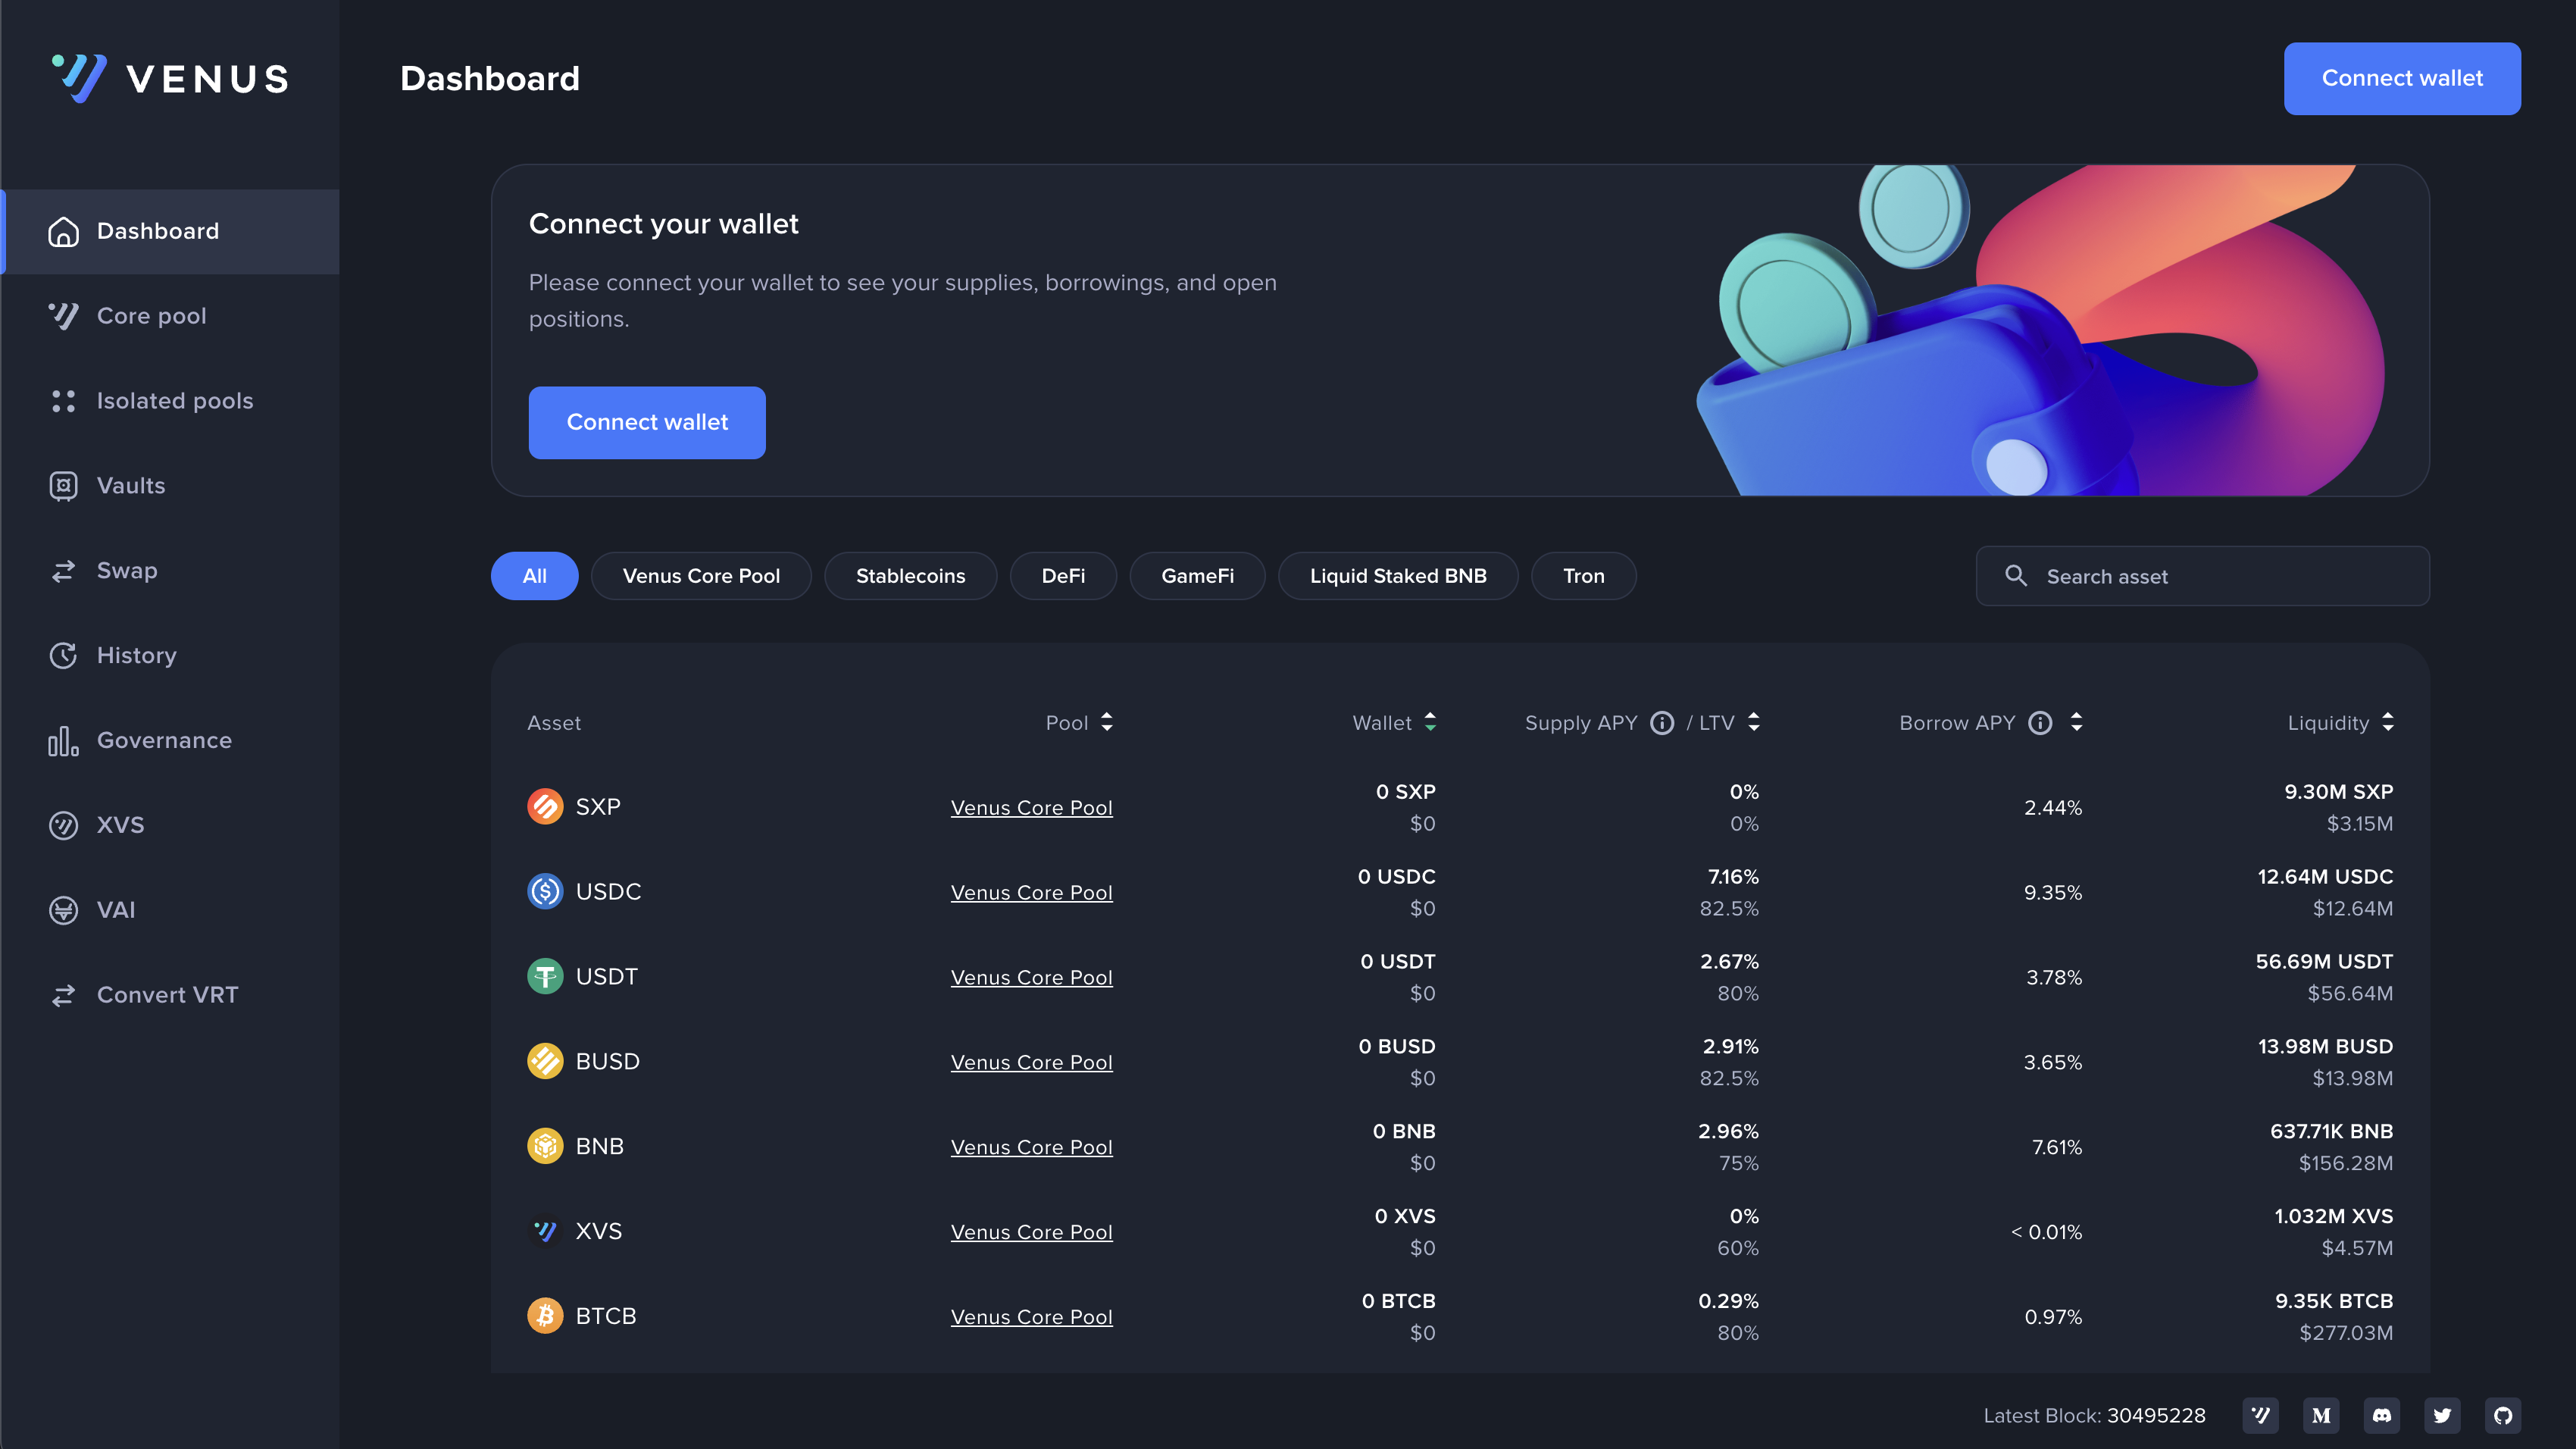 VENUS
Dashboard
Connect wallet
Dashboard
Core pool
Isolated pools
Vaults
Swap
History
Governance
XVS
VAI
Convert VRT
Connect your wallet
Please connect your wallet to see your supplies, borrowings, and open
positions.
Connect wallet
All Venus Core Pool Stablecoins DeFi GameFi Liquid Staked BNB Tron Search asset
Asset Pool Wallet Supply APY / LTV Borrow APY Liquidity
SXP Venus Core Pool 0 SXP 0% 2.44% 9.30M SXP
$0 0% $3.15M
USDC Venus Core Pool 0 USDC 7.16% 9.35% 12.64M USDC
$0 82.5% $12.64M
USDT Venus Core Pool 0 USDT 2.67% 3.78% 56.69M USDT
$0 80% $56.64M
BUSD Venus Core Pool 0 BUSD 2.91% 3.65% 13.98M BUSD
$0 82.5% $13.98M
BNB Venus Core Pool 0 BNB 2.96% 7.61% 637.71K BNB
$0 75% $156.28M
XVS Venus Core Pool 0 XVS 0% < 0.01% 1.032M XVS
$0 60% $4.57M
BTCB Venus Core Pool 0 BTCB 0.29% 0.97% 9.35K BTCB
$0 80% $277.03M
Latest Block: 30495228